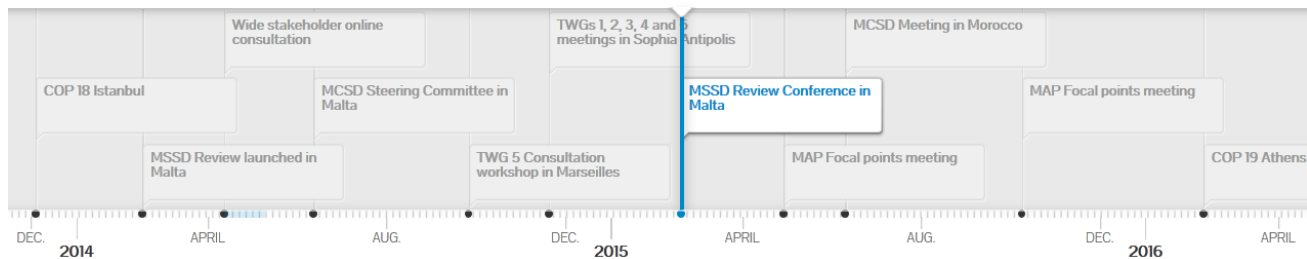 Wide stakeholder online
consultation
TWGs 1, 2, 3, 4 and 5
meetings in Sophia Antipolis
MCSD Meeting in Morocco
COP 18 Istanbul
MCSD Steering Committee in
Malta
MSSD Review Conference in
Malta
MAP Focal points meeting
MSSD Review launched in
Malta
TWG 5 Consultation
workshop in Marseilles
MAP Focal points meeting
COP 19 Athens
DEC.
2014
APRIL
AUG.
DEC.
2015
APRIL
AUG.
DEC.
2016
APRIL